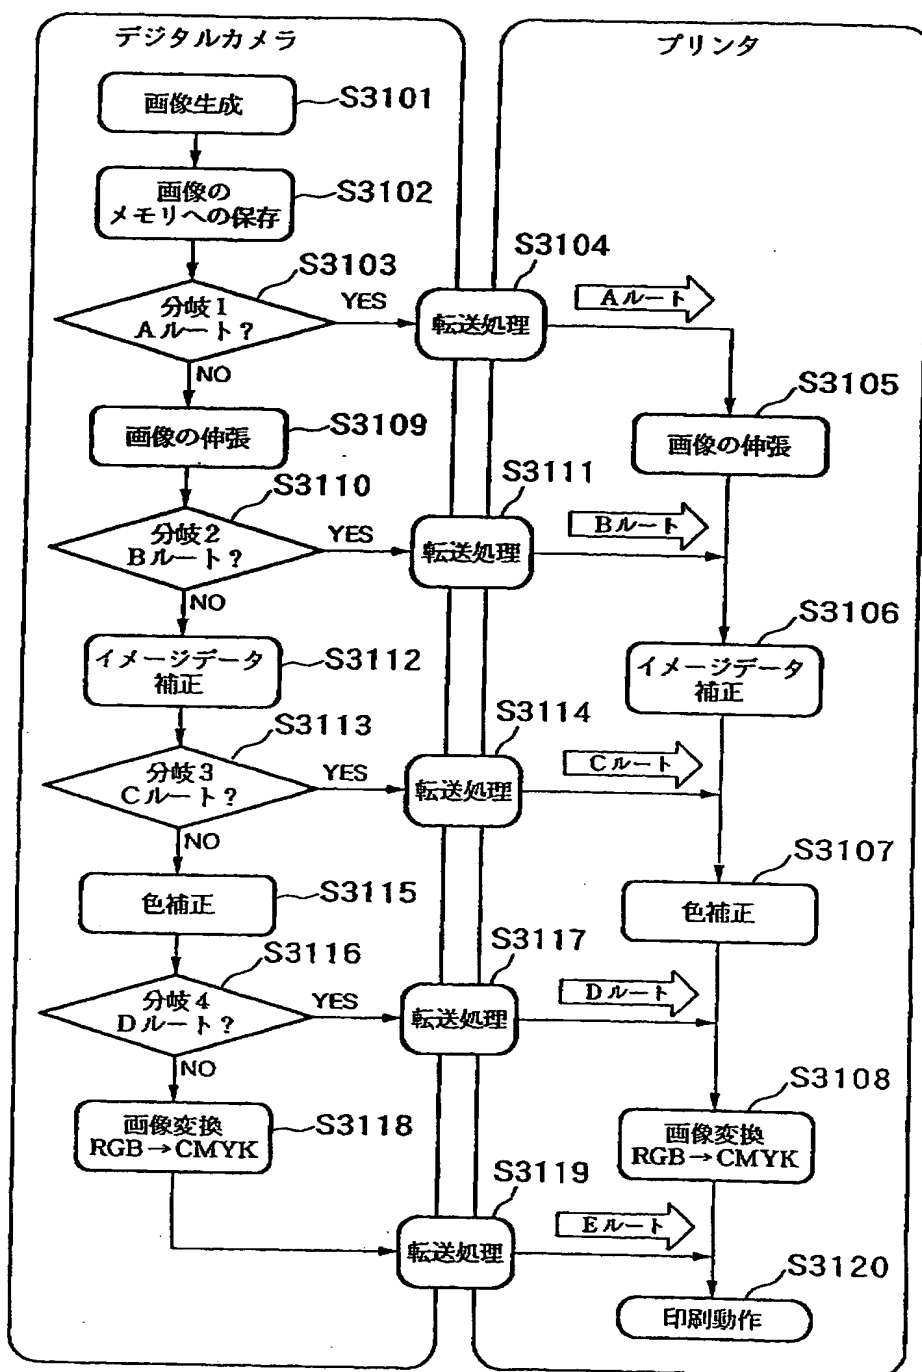 デジタルカメラ
プリンタ
画像生成
S3101
画像の
メモリへの保存
S3102
分岐1
Aルート?
S3103
YES
NO
転送処理
S3104
Aルート
画像の伸張
S3105
画像の伸張
S3109
分岐2
Bルート?
S3110
YES
NO
転送処理
S3111
Bルート
イメージデータ
補正
S3106
イメージデータ
補正
S3112
分岐3
Cルート?
S3113
YES
NO
転送処理
S3114
Cルート
色補正
S3107
色補正
S3115
分岐4
Dルート?
S3116
YES
NO
転送処理
S3117
Dルート
画像変換
RGB→CMYK
S3108
画像変換
RGB→CMYK
S3118
転送処理
S3119
Eルート
印刷動作
S3120